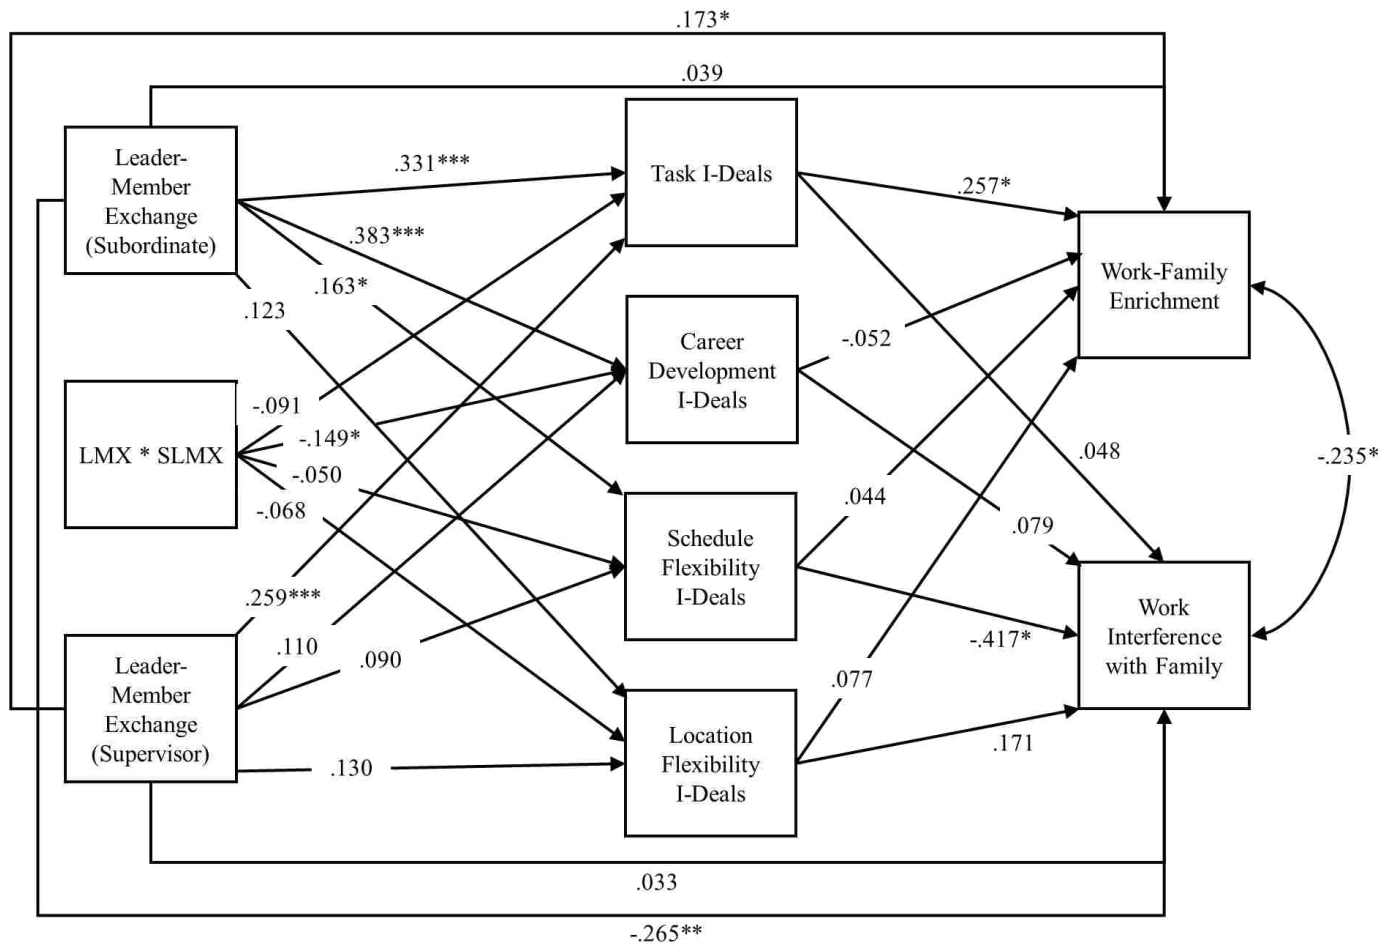 .173*
.039
Leader-
Member
Exchange
(Subordinate)
.331***
.383***
.163*
.123
Task I-Deals
.257*
Work-Family
Enrichment
Career
Development
I-Deals
-.052
LMX * SLMX
-.091
-.149*
-.050
-.068
.048
-.235*
.044
.079
Schedule
Flexibility
I-Deals
-.417*
Work
Interference
with Family
Leader-
Member
Exchange
(Supervisor)
.259***
.110
.090
.130
Location
Flexibility
I-Deals
.077
.171
.033
-.265**